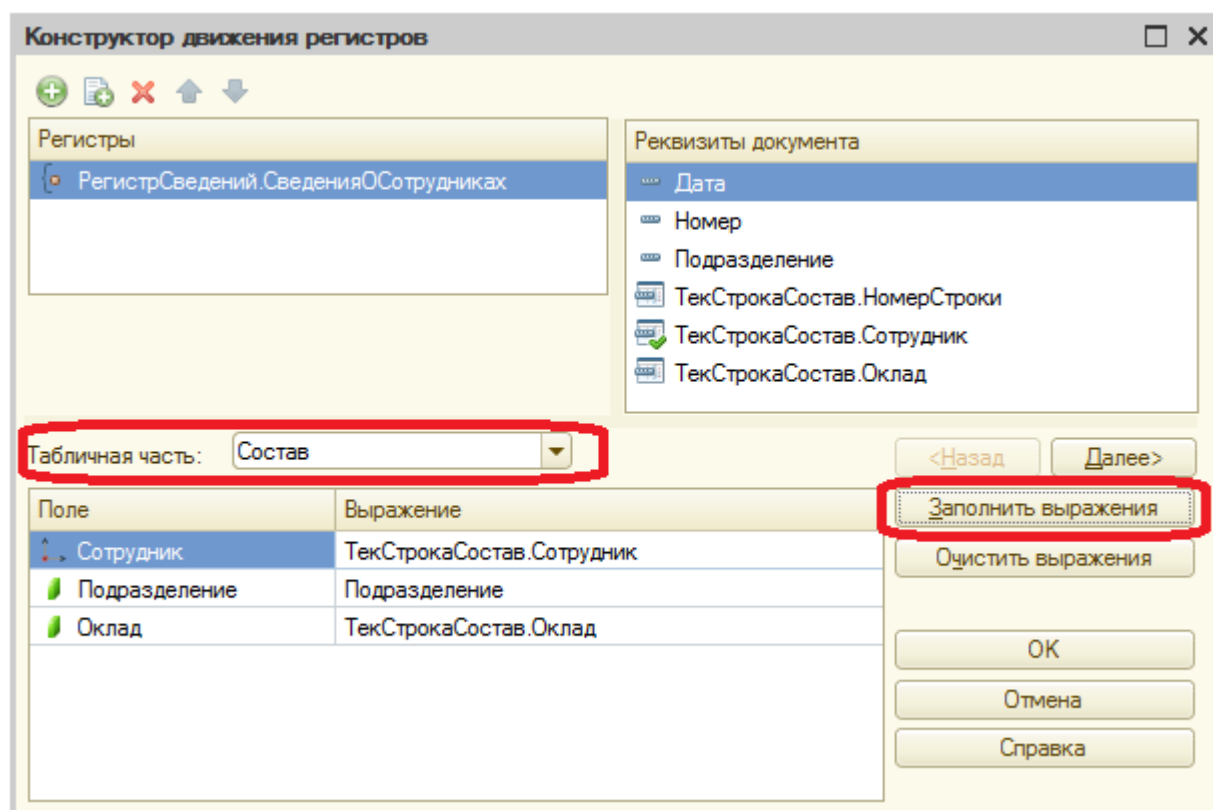 Конструктор движения регистров
Регистры
РегистрСведений.СведенияОСотрудниках
Реквизиты документа
Дата
Номер
Подразделение
ТекСтрокаСостав.НомерСтроки
ТекСтрокаСостав.Сотрудник
ТекСтрокаСостав.Оклад
Табличная часть: Состав
<Назад Далее>
Поле Выражение
Сотрудник ТекСтрокаСостав.Сотрудник
Подразделение Подразделение
Оклад ТекСтрокаСостав.Оклад
Заполнить выражения
Очистить выражения
ОК
Отмена
Справка